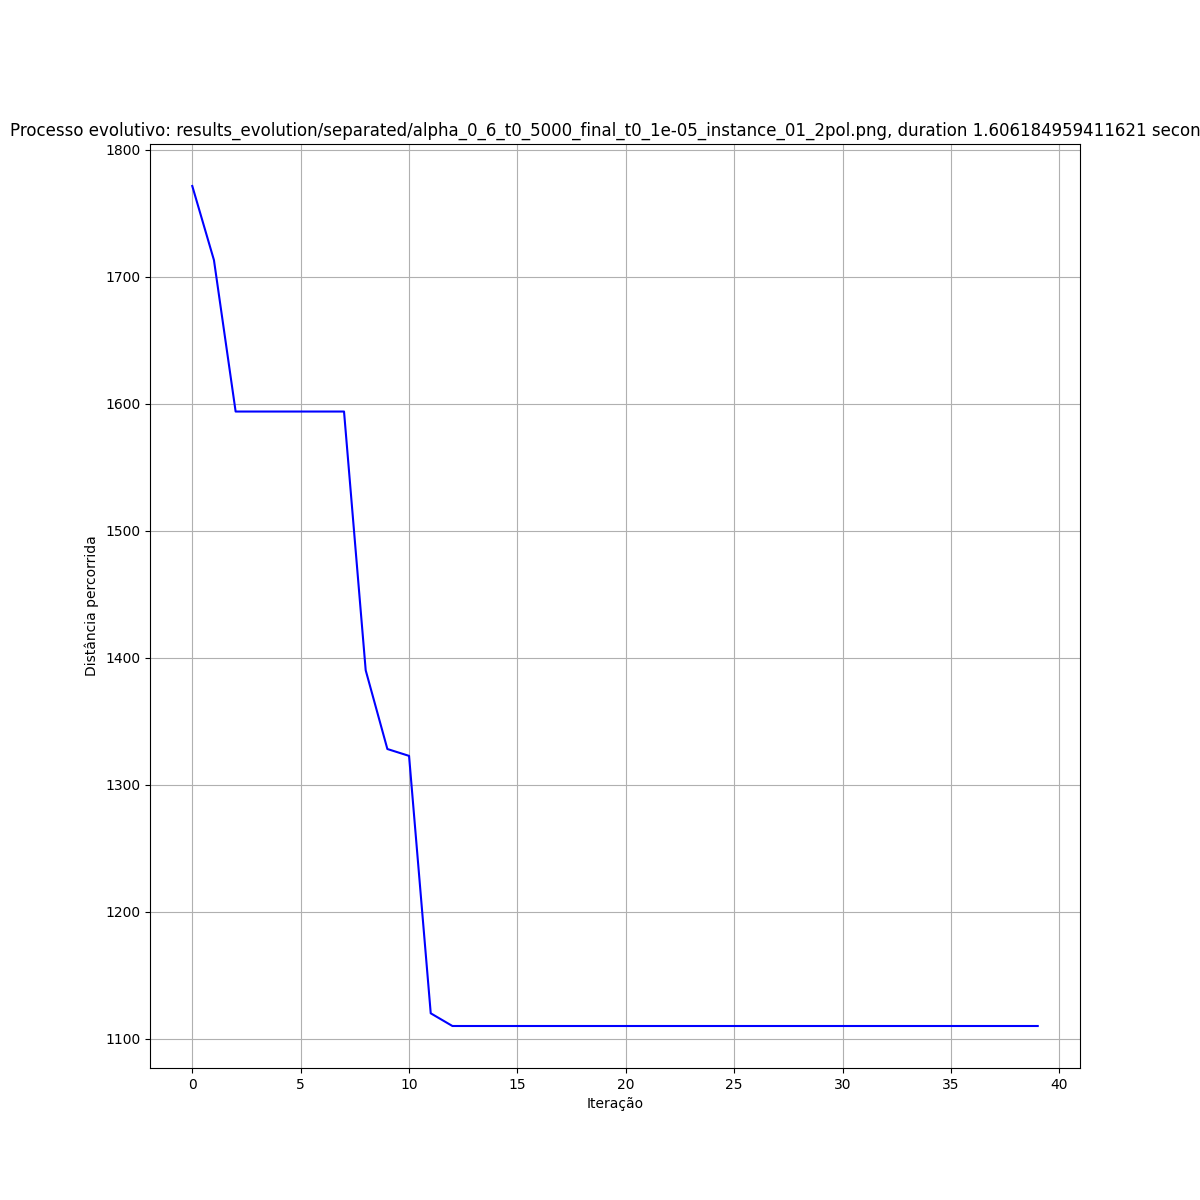 Processo evolutivo: results_evolution/separated/alpha_0_6_t0_5000_final_t0_1e-05_instance_01_2pol.png, duration 1.606184959411621 secon
1800
1700
1600
1500
1400
1300
1200
1100
Distância percorrida
0 5 10 15 20 25 30 35 40
Iteração